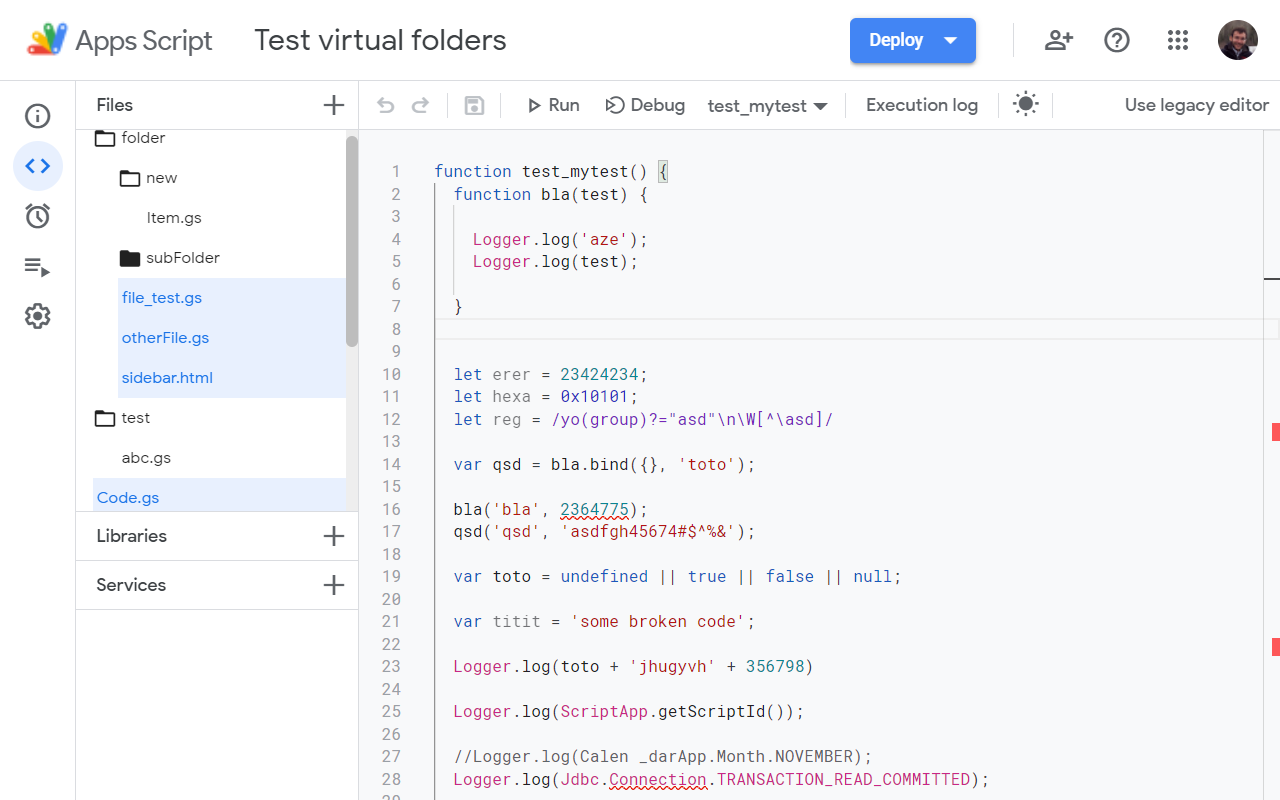 Apps Script Test virtual folders Deploy
Files Run Debug test_mytest Execution log Use legacy editor
folder
new
Item.gs
subFolder
file_test.gs
otherFile.gs
sidebar.html
test
abc.gs
Code.gs
Libraries
Services
1 function test_mytest() {
2 function bla(test) {
3
4 Logger.log('aze');
5 Logger.log(test);
6
7 }
8
9
10 let erer = 23424234;
11 let hexa = 0x10101;
12 let reg = /yo(group)?="asd"\n\W[^\asd]/
13
14 var qsd = bla.bind({}, 'toto');
15
16 bla('bla', 2364775);
17 qsd('qsd', 'asdfgh45674#$^%&');
18
19 var toto = undefined || true || false || null;
20
21 var titit = 'some broken code';
22
23 Logger.log(toto + 'jhugyvh' + 356798)
24
25 Logger.log(ScriptApp.getScriptId());
26
27 //Logger.log(Calen _darApp.Month.NOVEMBER);
28 Logger.log(Jdbc.Connection.TRANSACTION_READ_COMMITTED);